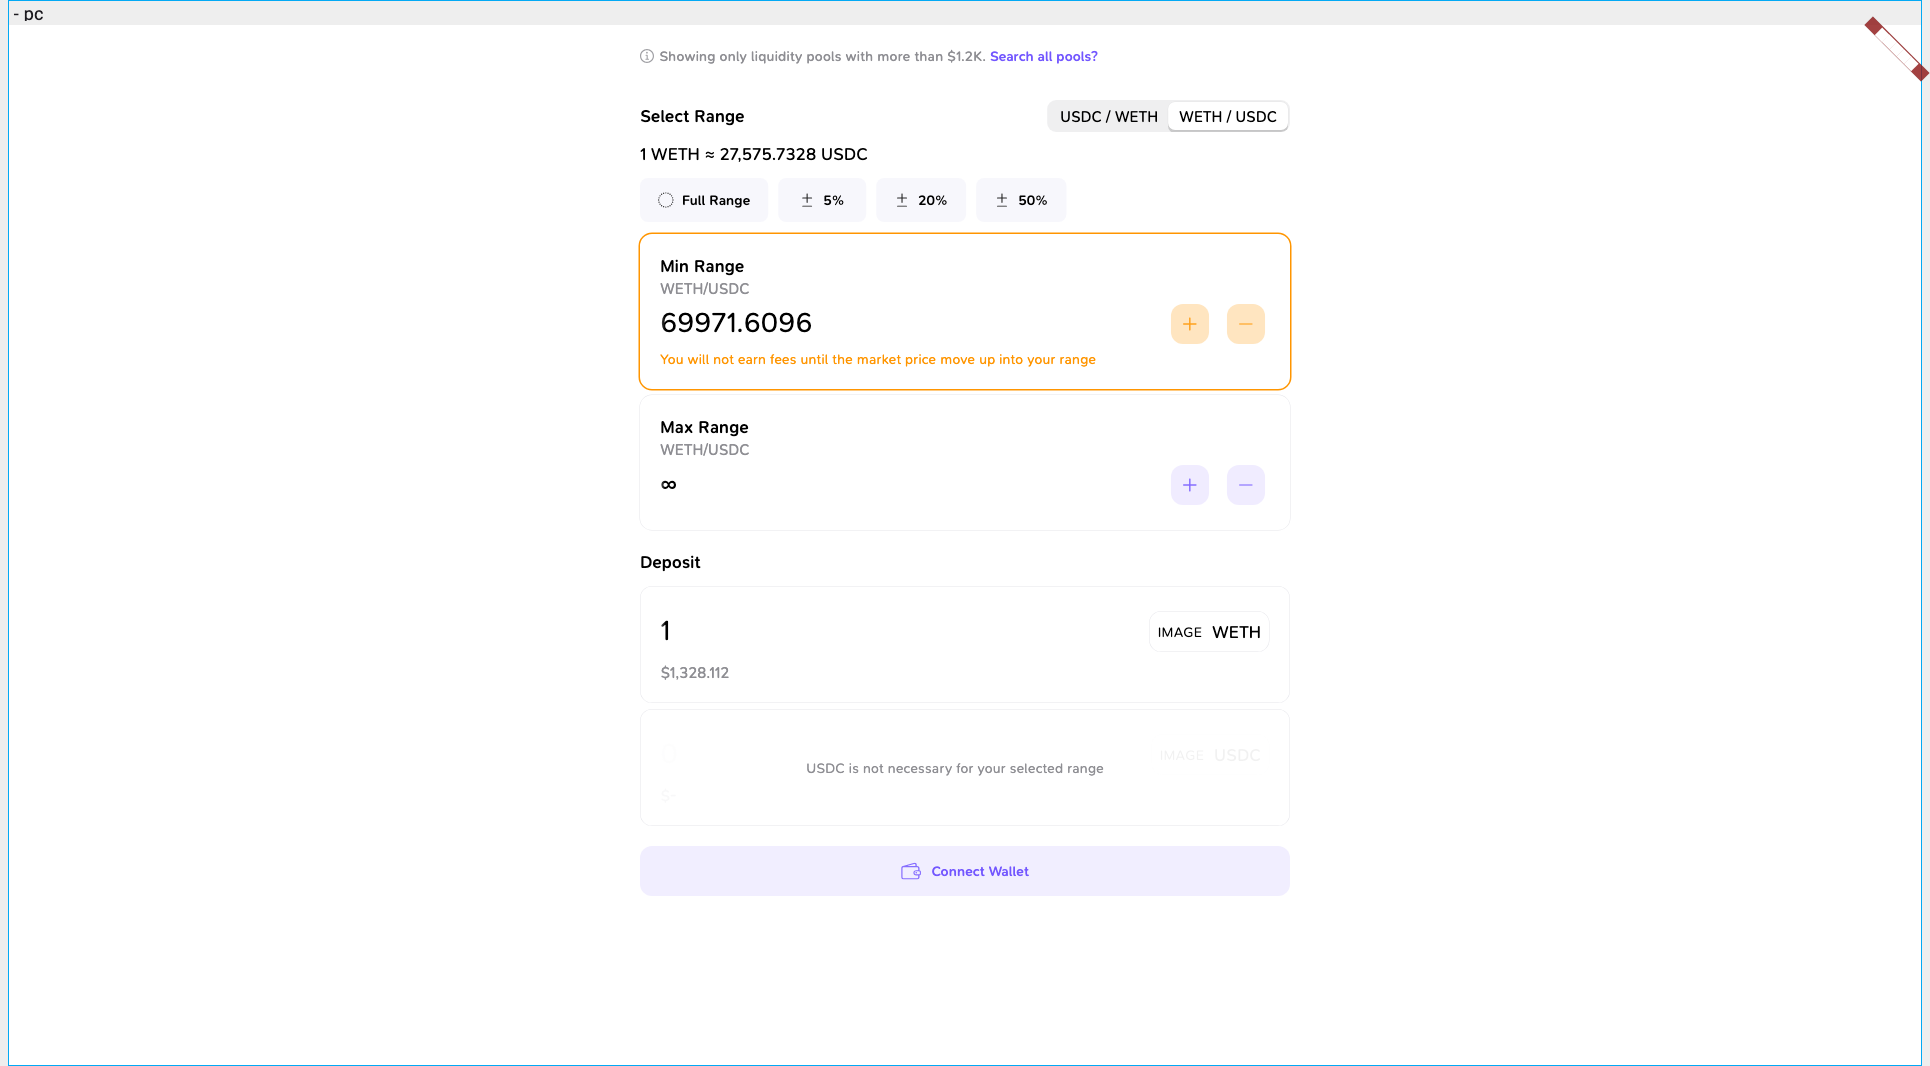 - pc
Showing only liquidity pools with more than $1.2K. Search all pools?
Select Range
USDC / WETH WETH / USDC
1 WETH ≈ 27,575.7328 USDC
Full Range ± 5% ± 20% ± 50%
Min Range
WETH/USDC
69971.6096
+ −
You will not earn fees until the market price move up into your range
Max Range
WETH/USDC
∞
+ −
Deposit
1
IMAGE WETH
$1,328.112
0
IMAGE USDC
USDC is not necessary for your selected range
$-
Connect Wallet